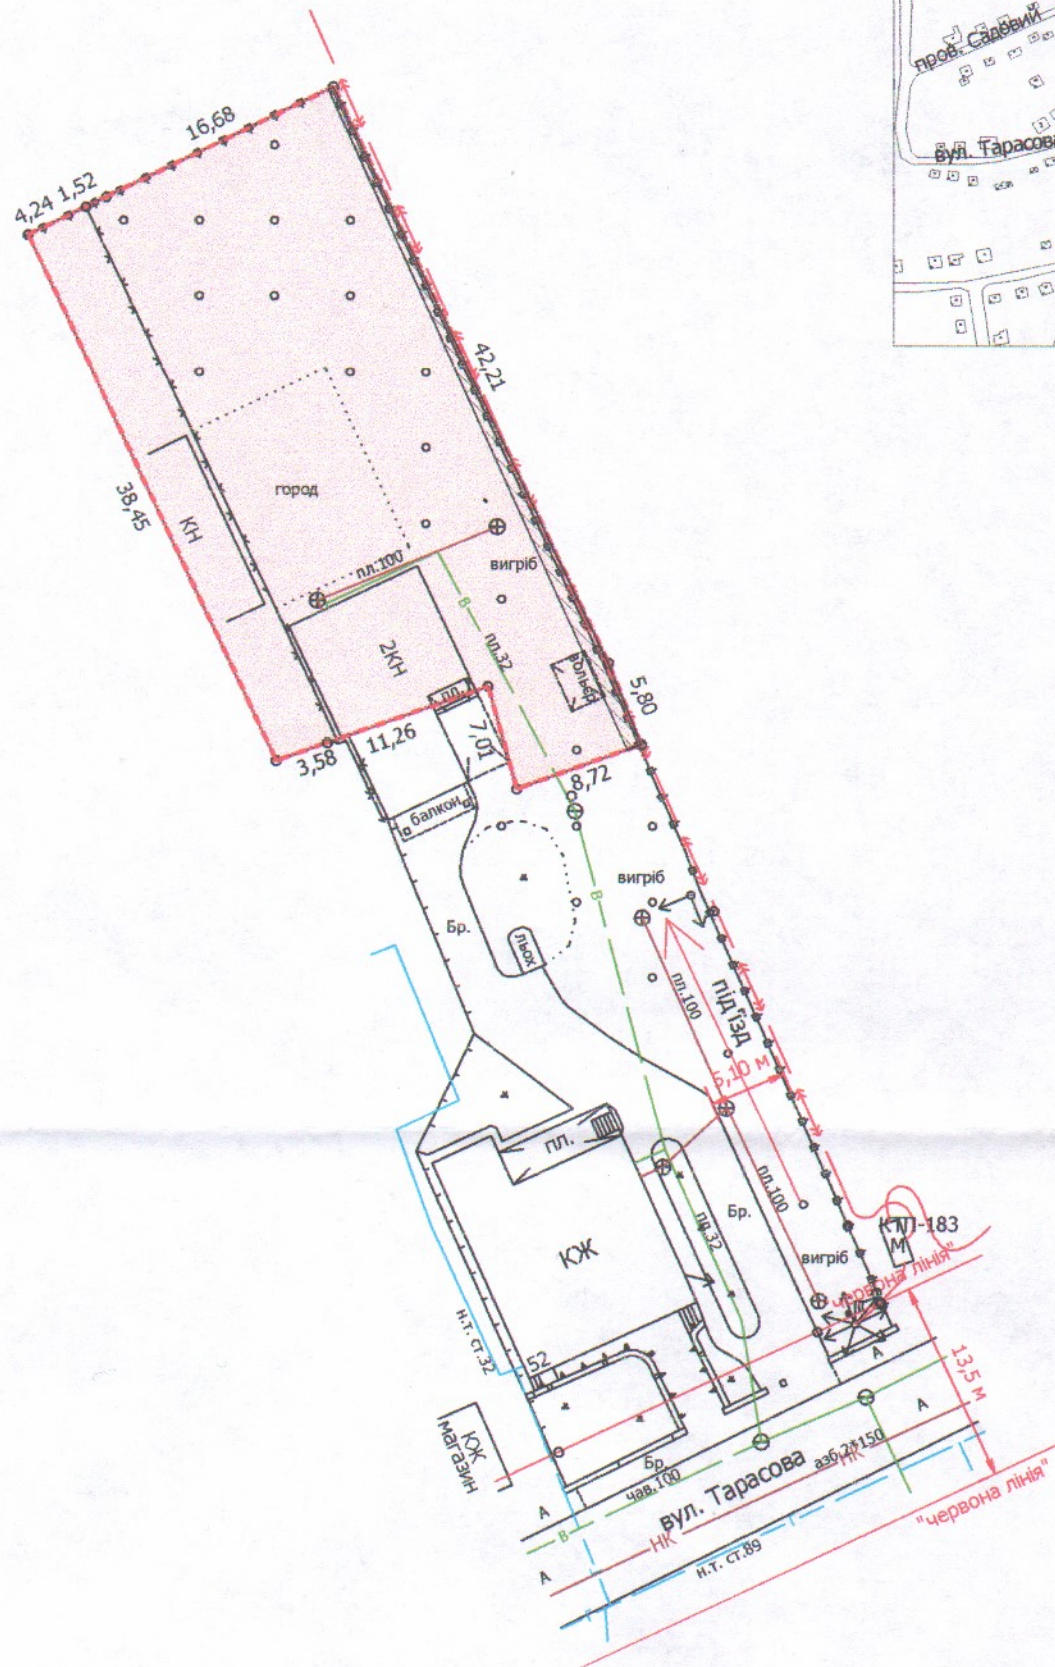 пров. Садовий
вул. Тарасова
16,68
4,24 1,52
42,21
38,45
КН
город
пл.100
вигріб
В
2КН
пл.32
вольєр
пл.
5,80
7,01
11,26
3,58
8,72
балкон
вигріб
В
Бр.
льох
пл.100
під'їзд
5,10 м
пл.
пл.100
Бр.
пл.32
КТП-183
М
КЖ
вигріб
"червона лінія"
н.т. ст.32
52
13,5 м
А
КЖ
магазин
А
Бр.
чав.100
вул. Тарасова
азб.2*150
НК
А
В
НК
А
н.т. ст.89
"червона лінія"